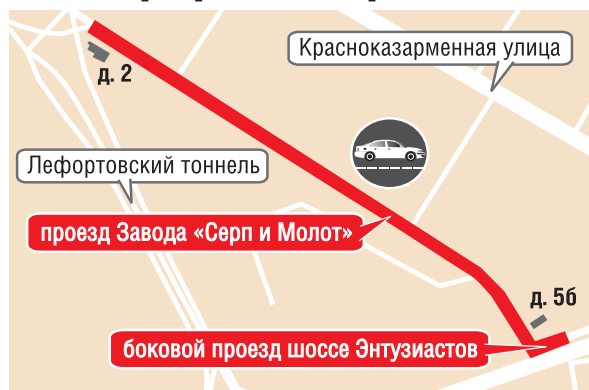 Красноказарменная улица
д. 2
Лефортовский тоннель
проезд Завода «Серп и Молот»
д. 5б
боковой проезд шоссе Энтузиастов